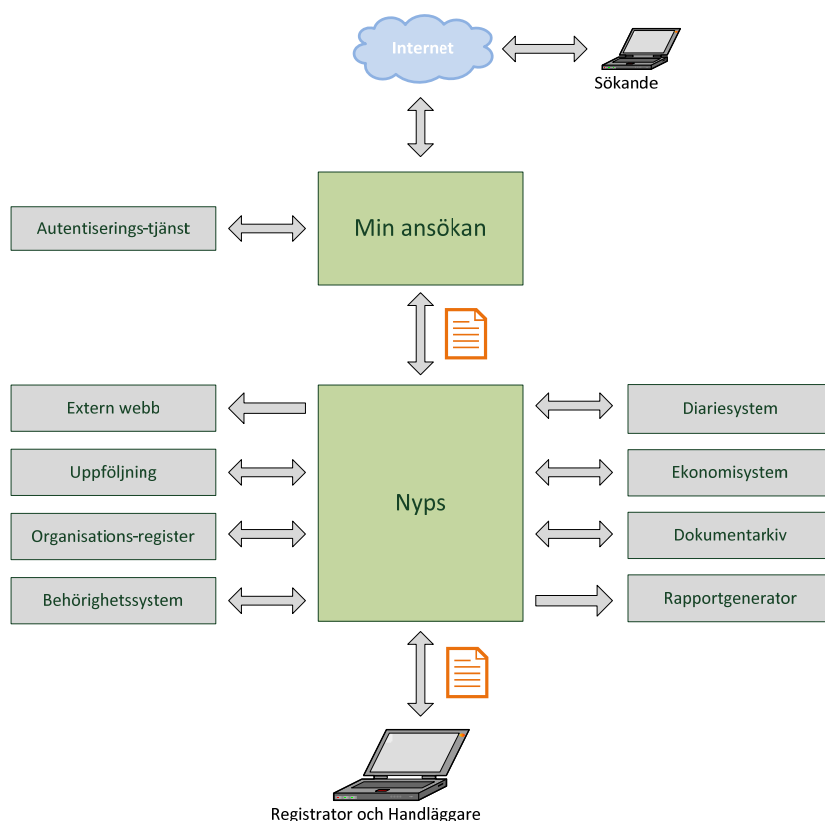 Internet
Sökande
Autentiserings-tjänst
Min ansökan
Extern webb
Diariesystem
Uppföljning
Ekonomisystem
Nyps
Organisations-register
Dokumentarkiv
Behörighetssystem
Rapportgenerator
Registrator och Handläggare